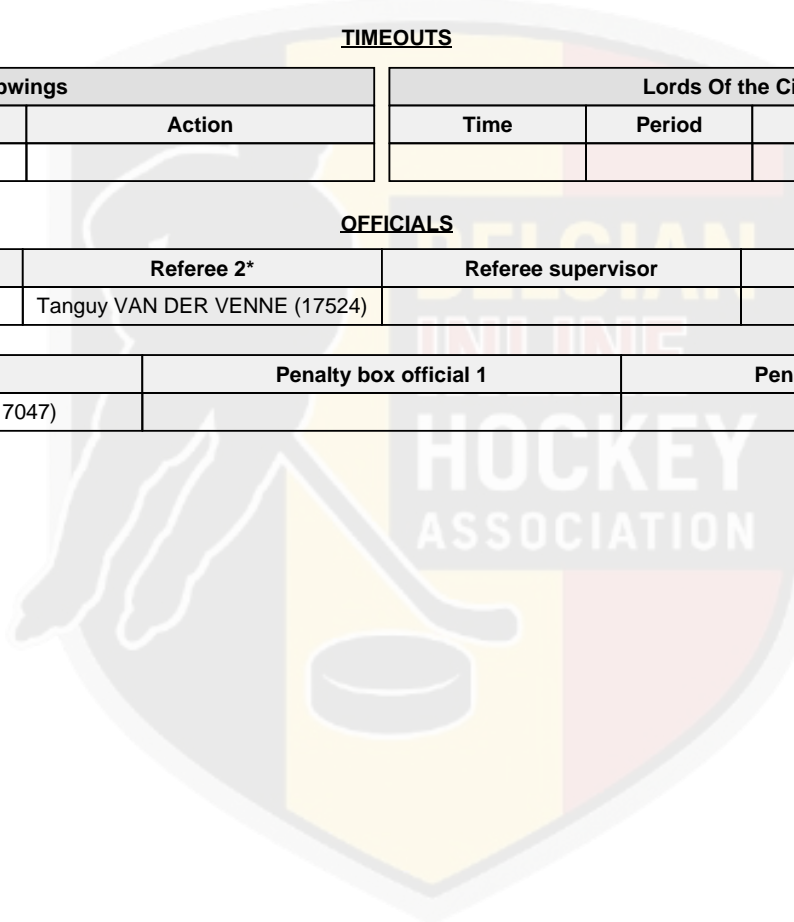 TIMEOUTS
owings Lords Of the Ci
Action Time Period
OFFICIALS
Referee 2* Referee supervisor
Tanguy VAN DER VENNE (17524)
Penalty box official 1 Pen
7047)
BELGIAN
INLINE
HOCKEY
ASSOCIATION